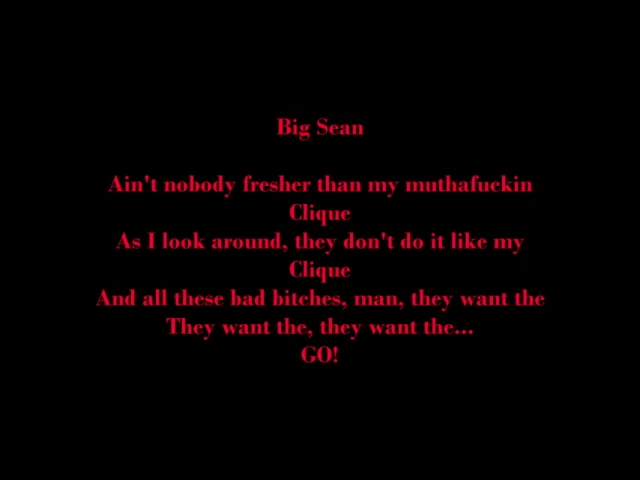 Big Sean
Ain't nobody fresher than my muthafuckin
Clique
As I look around, they don't do it like my
Clique
And all these bad bitches, man, they want the
They want the, they want the...
GO!